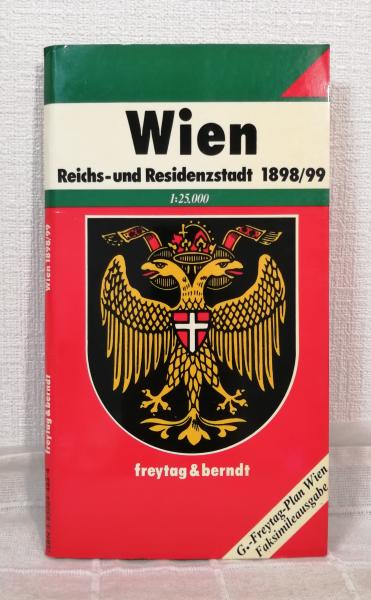 Wien
Reichs- und Residenzstadt 1898/99
1:25.000
freytag & berndt
G.-Freytag-Plan Wien
Faksimileausgabe
Wien 1898/99
freytag & berndt